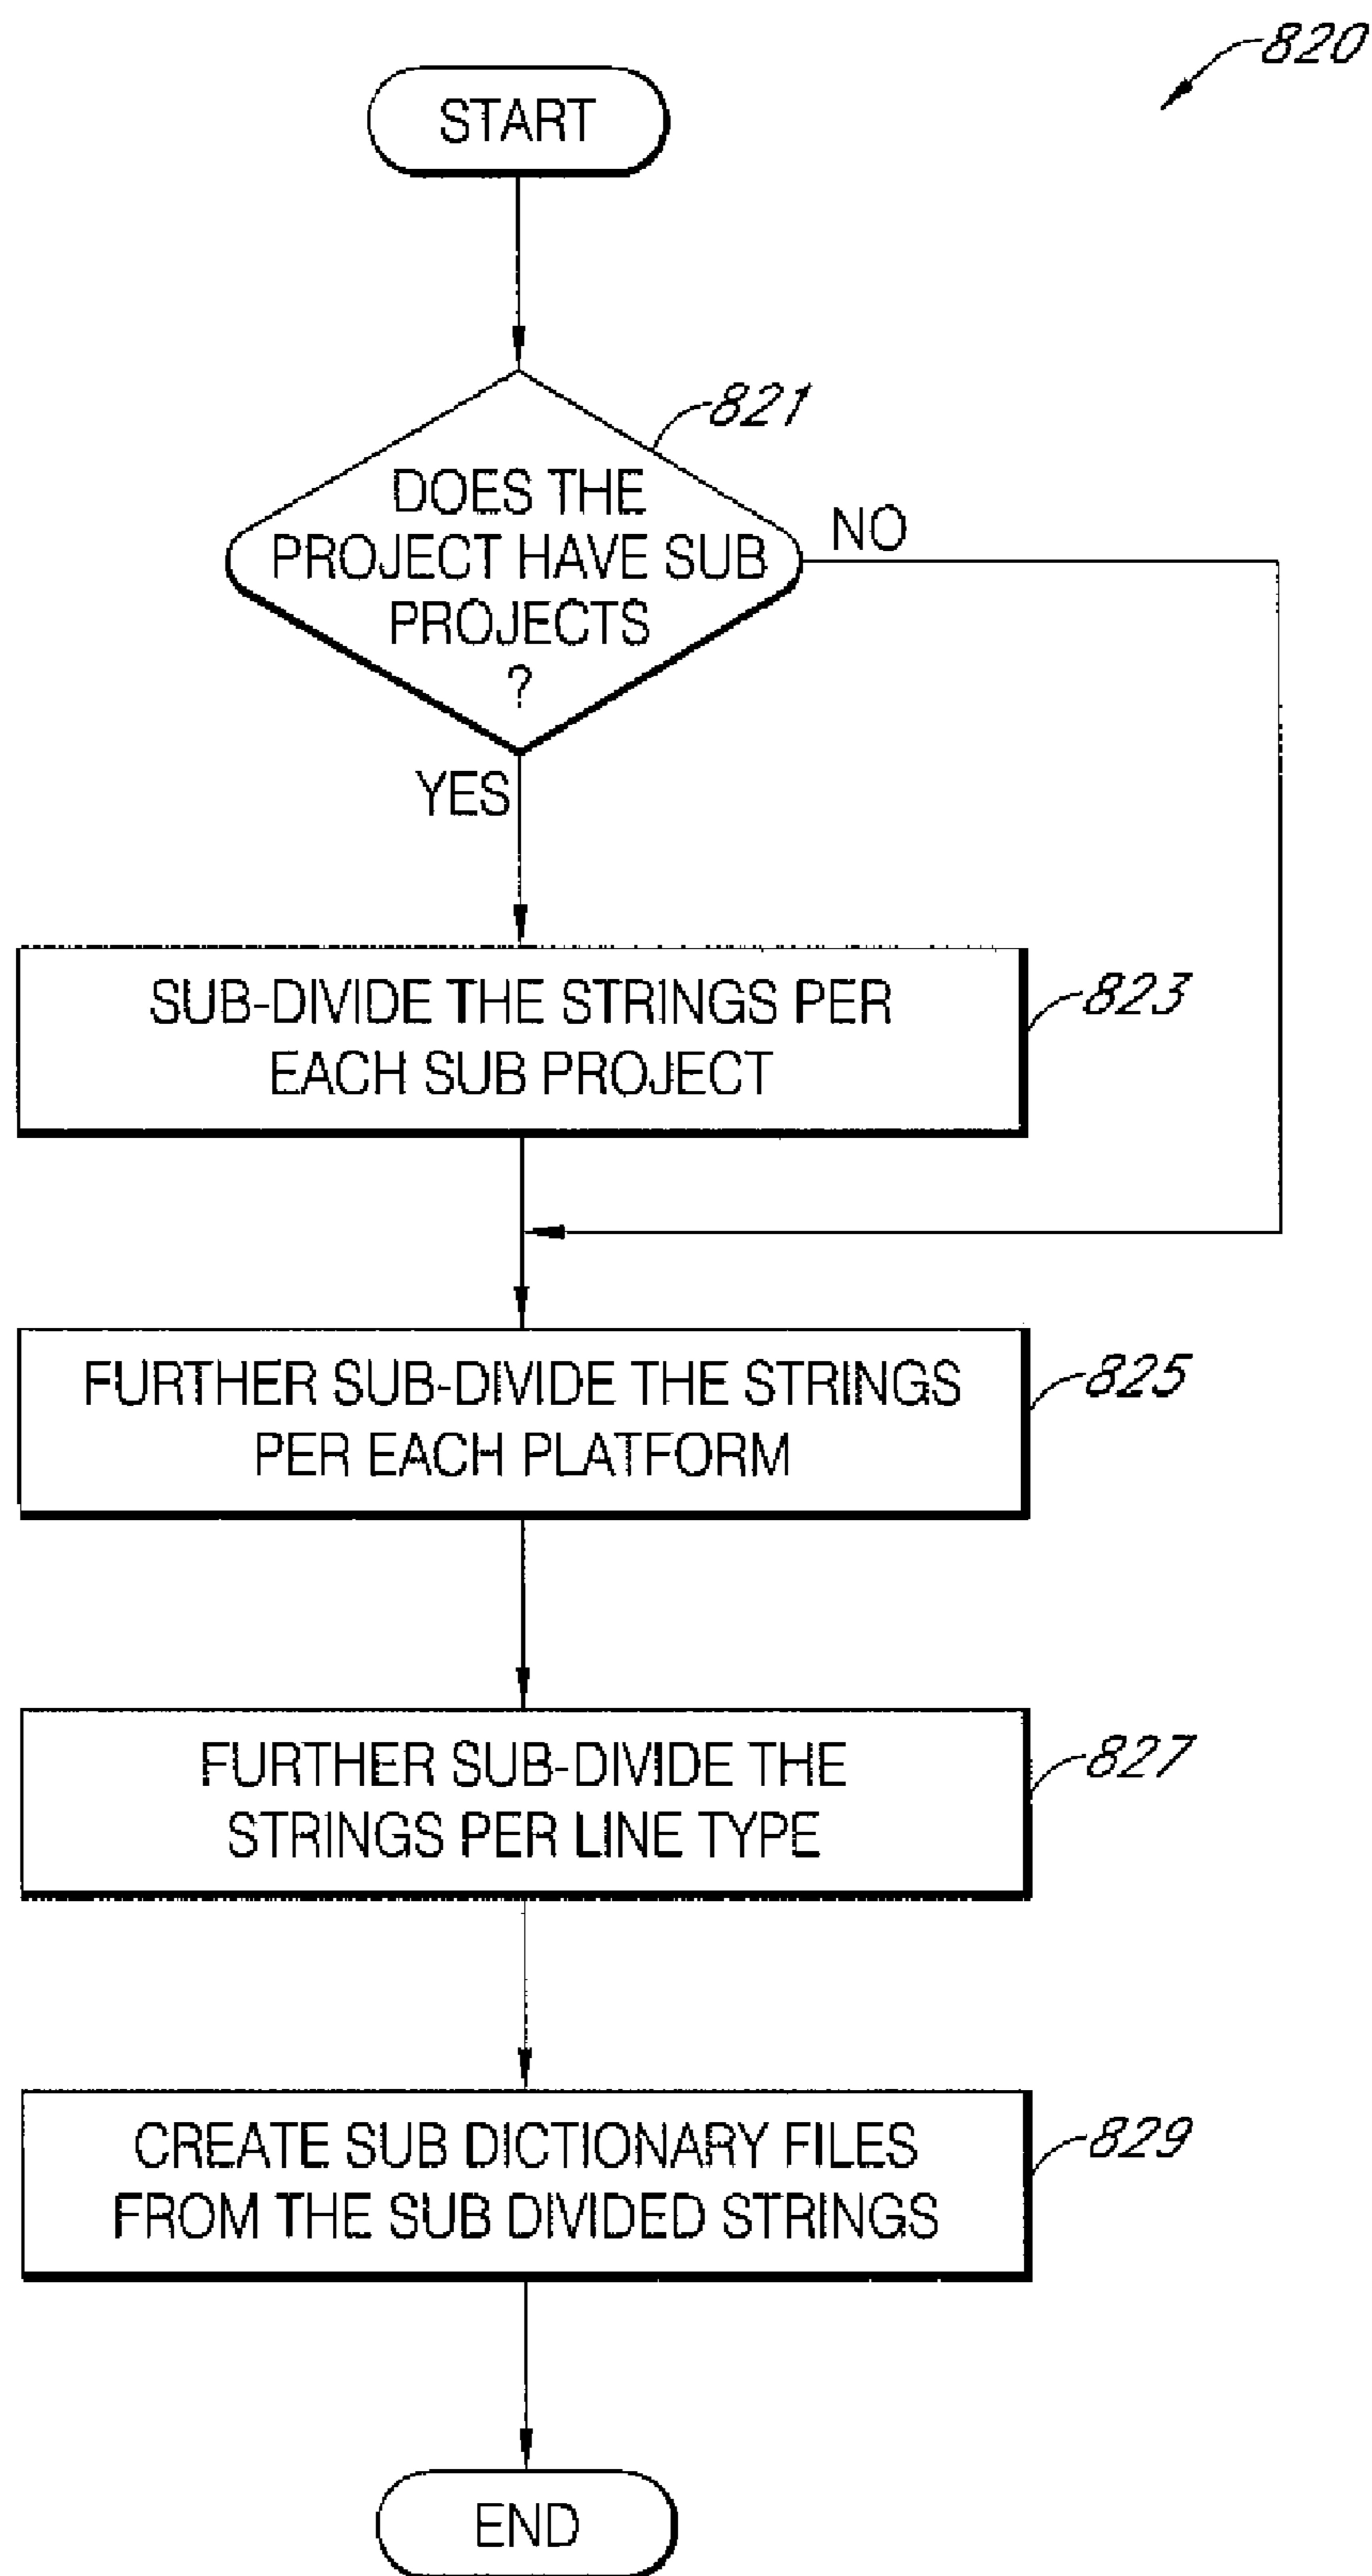 820
START
821
DOES THE
PROJECT HAVE SUB
PROJECTS
?
NO
YES
SUB-DIVIDE THE STRINGS PER
EACH SUB PROJECT
823
FURTHER SUB-DIVIDE THE STRINGS
PER EACH PLATFORM
825
FURTHER SUB-DIVIDE THE
STRINGS PER LINE TYPE
827
CREATE SUB DICTIONARY FILES
FROM THE SUB DIVIDED STRINGS
829
END